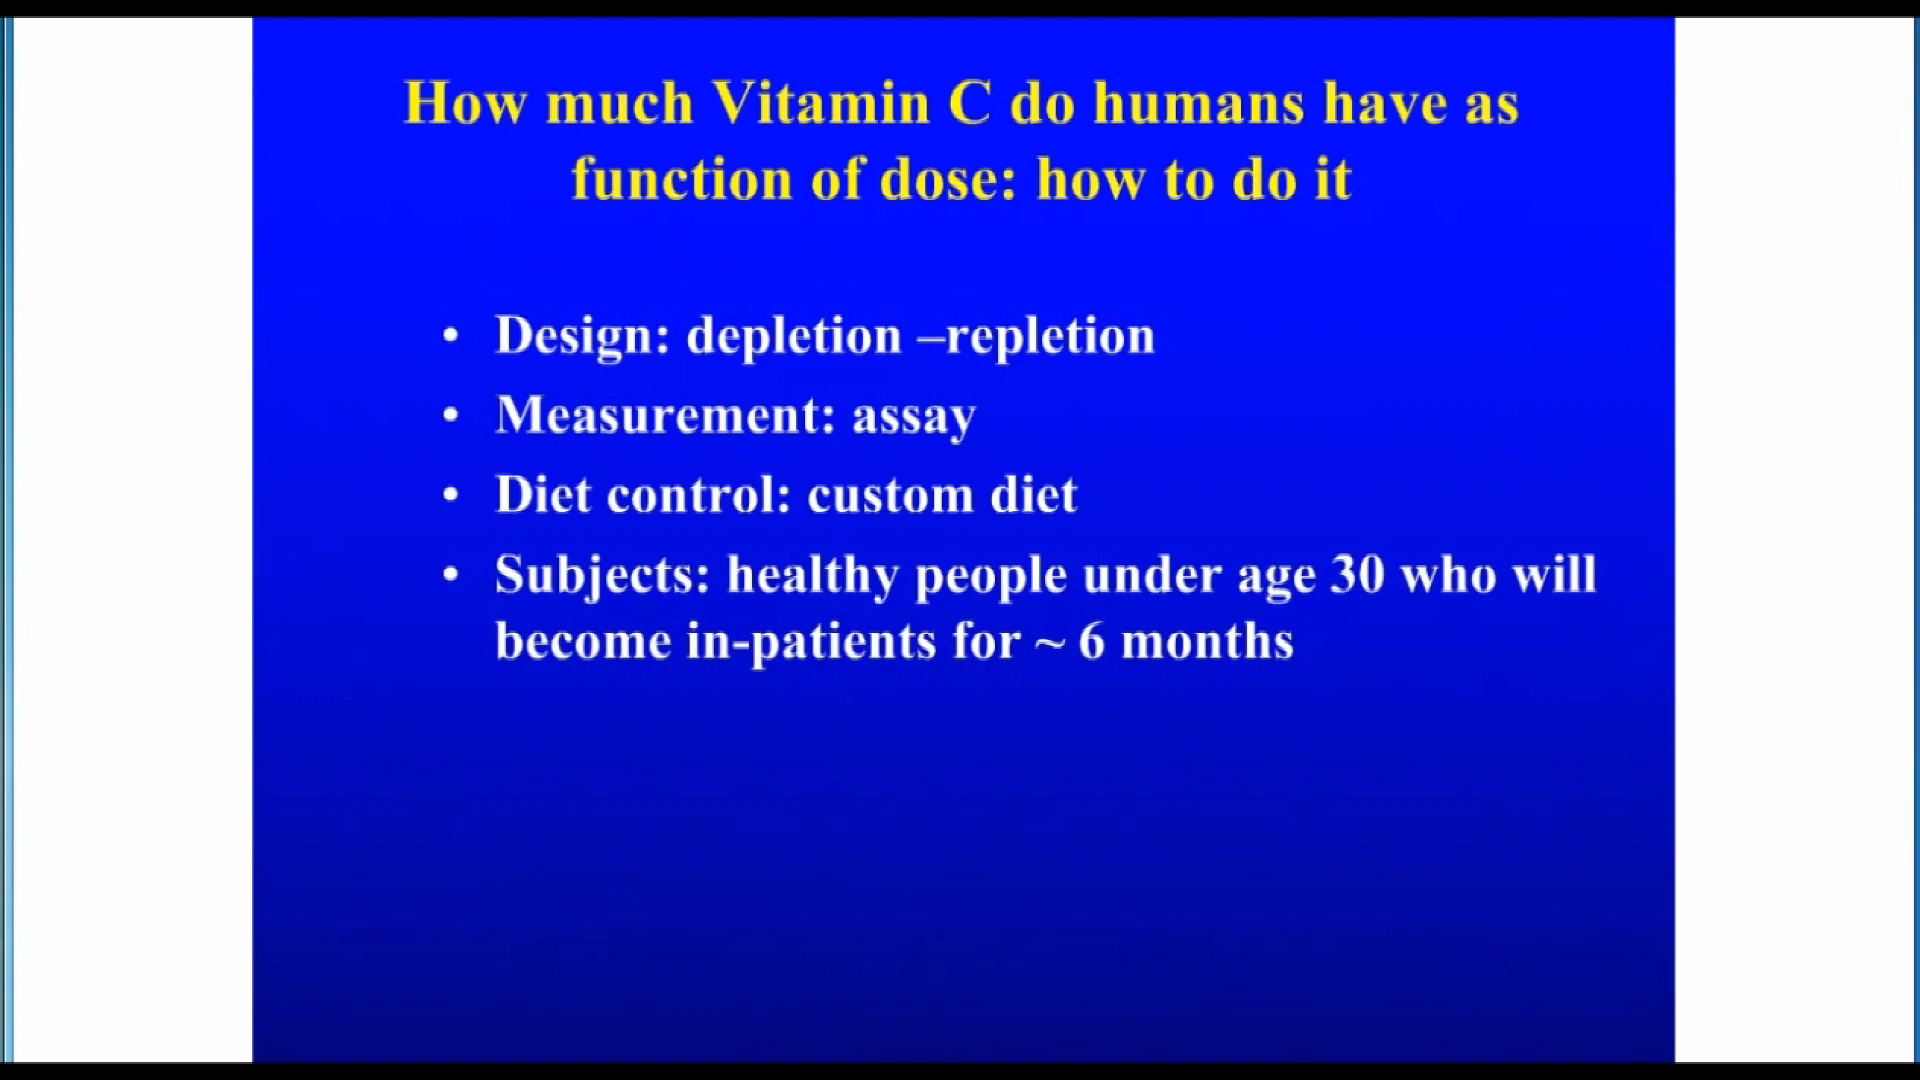 How much Vitamin C do humans have as
function of dose: how to do it
• Design: depletion –repletion
• Measurement: assay
• Diet control: custom diet
• Subjects: healthy people under age 30 who will
become in-patients for ~ 6 months